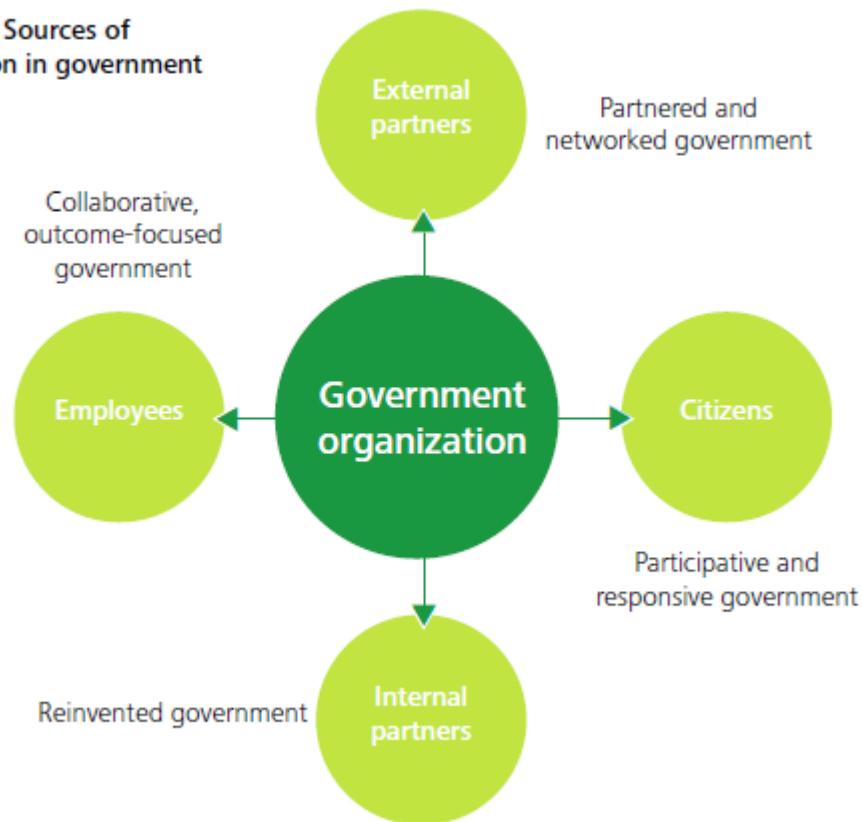 Sources of
on in government
External
partners
Partnered and
networked government
Collaborative,
outcome-focused
government
Employees
Government
organization
Citizens
Participative and
responsive government
Reinvented government
Internal
partners